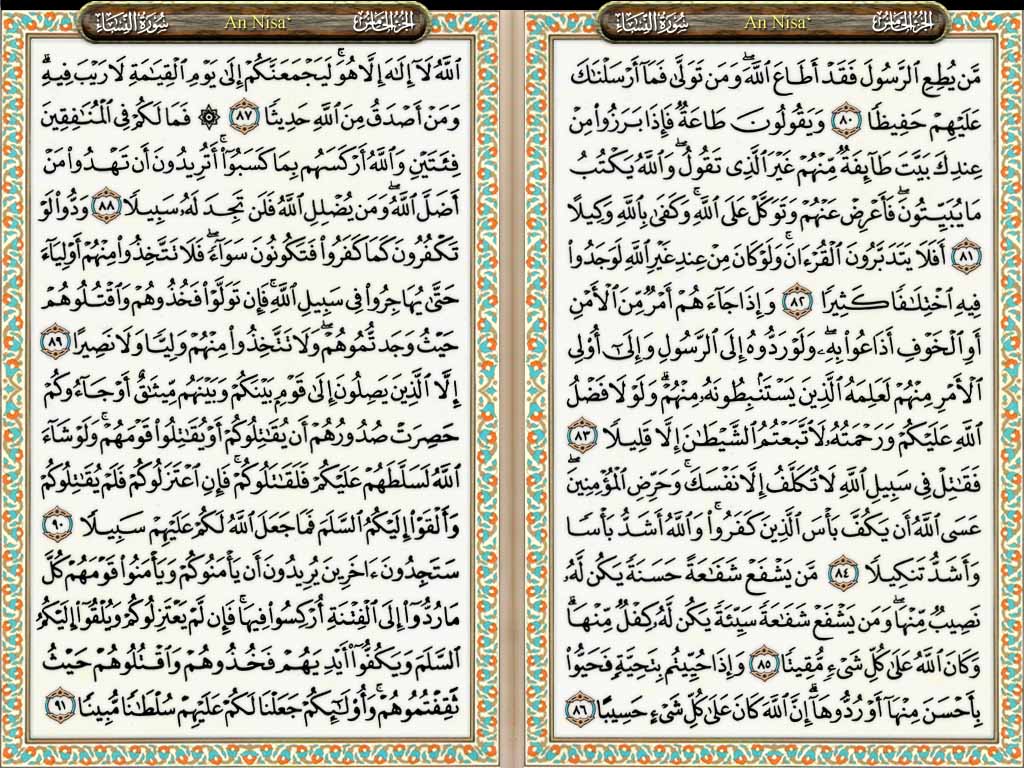 الجزء الخامس An Nisa` سورة النساء
مَّن يُطِعِ ٱلرَّسُولَ فَقَدْ أَطَاعَ ٱللَّهَ ۖ وَمَن تَوَلَّىٰ فَمَآ أَرْسَلْنَٰكَ
عَلَيْهِمْ حَفِيظًا ٨٠ وَيَقُولُونَ طَاعَةٌ فَإِذَا بَرَزُوا۟ مِنْ
عِندِكَ بَيَّتَ طَآئِفَةٌ مِّنْهُمْ غَيْرَ ٱلَّذِى تَقُولُ ۖ وَٱللَّهُ يَكْتُبُ
مَا يُبَيِّتُونَ ۖ فَأَعْرِضْ عَنْهُمْ وَتَوَكَّلْ عَلَى ٱللَّهِ ۚ وَكَفَىٰ بِٱللَّهِ وَكِيلًا
٨١ أَفَلَا يَتَدَبَّرُونَ ٱلْقُرْءَانَ ۚ وَلَوْ كَانَ مِنْ عِندِ غَيْرِ ٱللَّهِ لَوَجَدُوا۟
فِيهِ ٱخْتِلَٰفًا كَثِيرًا ٨٢ وَإِذَا جَآءَهُمْ أَمْرٌ مِّنَ ٱلْأَمْنِ
أَوِ ٱلْخَوْفِ أَذَاعُوا۟ بِهِۦ ۖ وَلَوْ رَدُّوهُ إِلَى ٱلرَّسُولِ وَإِلَىٰٓ أُو۟لِى
ٱلْأَمْرِ مِنْهُمْ لَعَلِمَهُ ٱلَّذِينَ يَسْتَنۢبِطُونَهُۥ مِنْهُمْ ۗ وَلَوْلَا فَضْلُ
ٱللَّهِ عَلَيْكُمْ وَرَحْمَتُهُۥ لَٱتَّبَعْتُمُ ٱلشَّيْطَٰنَ إِلَّا قَلِيلًا ٨٣
فَقَٰتِلْ فِى سَبِيلِ ٱللَّهِ لَا تُكَلَّفُ إِلَّا نَفْسَكَ ۚ وَحَرِّضِ ٱلْمُؤْمِنِينَ ۖ
عَسَى ٱللَّهُ أَن يَكُفَّ بَأْسَ ٱلَّذِينَ كَفَرُوا۟ ۚ وَٱللَّهُ أَشَدُّ بَأْسًا
وَأَشَدُّ تَنكِيلًا ٨٤ مَّن يَشْفَعْ شَفَٰعَةً حَسَنَةً يَكُن لَّهُۥ
نَصِيبٌ مِّنْهَا ۖ وَمَن يَشْفَعْ شَفَٰعَةً سَيِّئَةً يَكُن لَّهُۥ كِفْلٌ مِّنْهَا ۗ
وَكَانَ ٱللَّهُ عَلَىٰ كُلِّ شَىْءٍ مُّقِيتًا ٨٥ وَإِذَا حُيِّيتُم بِتَحِيَّةٍ فَحَيُّوا۟
بِأَحْسَنَ مِنْهَآ أَوْ رُدُّوهَآ ۗ إِنَّ ٱللَّهَ كَانَ عَلَىٰ كُلِّ شَىْءٍ حَسِيبًا ٨٦
الجزء الخامس An Nisa` سورة النساء
ٱللَّهُ لَآ إِلَٰهَ إِلَّا هُوَ ۚ لَيَجْمَعَنَّكُمْ إِلَىٰ يَوْمِ ٱلْقِيَٰمَةِ لَا رَيْبَ فِيهِ ۗ
وَمَنْ أَصْدَقُ مِنَ ٱللَّهِ حَدِيثًا ٨٧ ۞ فَمَا لَكُمْ فِى ٱلْمُنَٰفِقِينَ
فِئَتَيْنِ وَٱللَّهُ أَرْكَسَهُم بِمَا كَسَبُوٓا۟ ۚ أَتُرِيدُونَ أَن تَهْدُوا۟ مَنْ
أَضَلَّ ٱللَّهُ ۖ وَمَن يُضْلِلِ ٱللَّهُ فَلَن تَجِدَ لَهُۥ سَبِيلًا ٨٨ وَدُّوا۟ لَوْ
تَكْفُرُونَ كَمَا كَفَرُوا۟ فَتَكُونُونَ سَوَآءً ۖ فَلَا تَتَّخِذُوا۟ مِنْهُمْ أَوْلِيَآءَ
حَتَّىٰ يُهَاجِرُوا۟ فِى سَبِيلِ ٱللَّهِ ۚ فَإِن تَوَلَّوْا۟ فَخُذُوهُمْ وَٱقْتُلُوهُمْ
حَيْثُ وَجَدتُّمُوهُمْ ۖ وَلَا تَتَّخِذُوا۟ مِنْهُمْ وَلِيًّا وَلَا نَصِيرًا ٨٩
إِلَّا ٱلَّذِينَ يَصِلُونَ إِلَىٰ قَوْمٍۭ بَيْنَكُمْ وَبَيْنَهُم مِّيثَٰقٌ أَوْ جَآءُوكُمْ
حَصِرَتْ صُدُورُهُمْ أَن يُقَٰتِلُوكُمْ أَوْ يُقَٰتِلُوا۟ قَوْمَهُمْ ۚ وَلَوْ شَآءَ
ٱللَّهُ لَسَلَّطَهُمْ عَلَيْكُمْ فَلَقَٰتَلُوكُمْ ۚ فَإِنِ ٱعْتَزَلُوكُمْ فَلَمْ يُقَٰتِلُوكُمْ
وَأَلْقَوْا۟ إِلَيْكُمُ ٱلسَّلَمَ فَمَا جَعَلَ ٱللَّهُ لَكُمْ عَلَيْهِمْ سَبِيلًا ٩٠
سَتَجِدُونَ ءَاخَرِينَ يُرِيدُونَ أَن يَأْمَنُوكُمْ وَيَأْمَنُوا۟ قَوْمَهُمْ كُلَّ
مَا رُدُّوٓا۟ إِلَى ٱلْفِتْنَةِ أُرْكِسُوا۟ فِيهَا ۚ فَإِن لَّمْ يَعْتَزِلُوكُمْ وَيُلْقُوٓا۟ إِلَيْكُمُ
ٱلسَّلَمَ وَيَكُفُّوٓا۟ أَيْدِيَهُمْ فَخُذُوهُمْ وَٱقْتُلُوهُمْ حَيْثُ
ثَقِفْتُمُوهُمْ ۚ وَأُو۟لَٰٓئِكُمْ جَعَلْنَا لَكُمْ عَلَيْهِمْ سُلْطَٰنًا مُّبِينًا ٩١